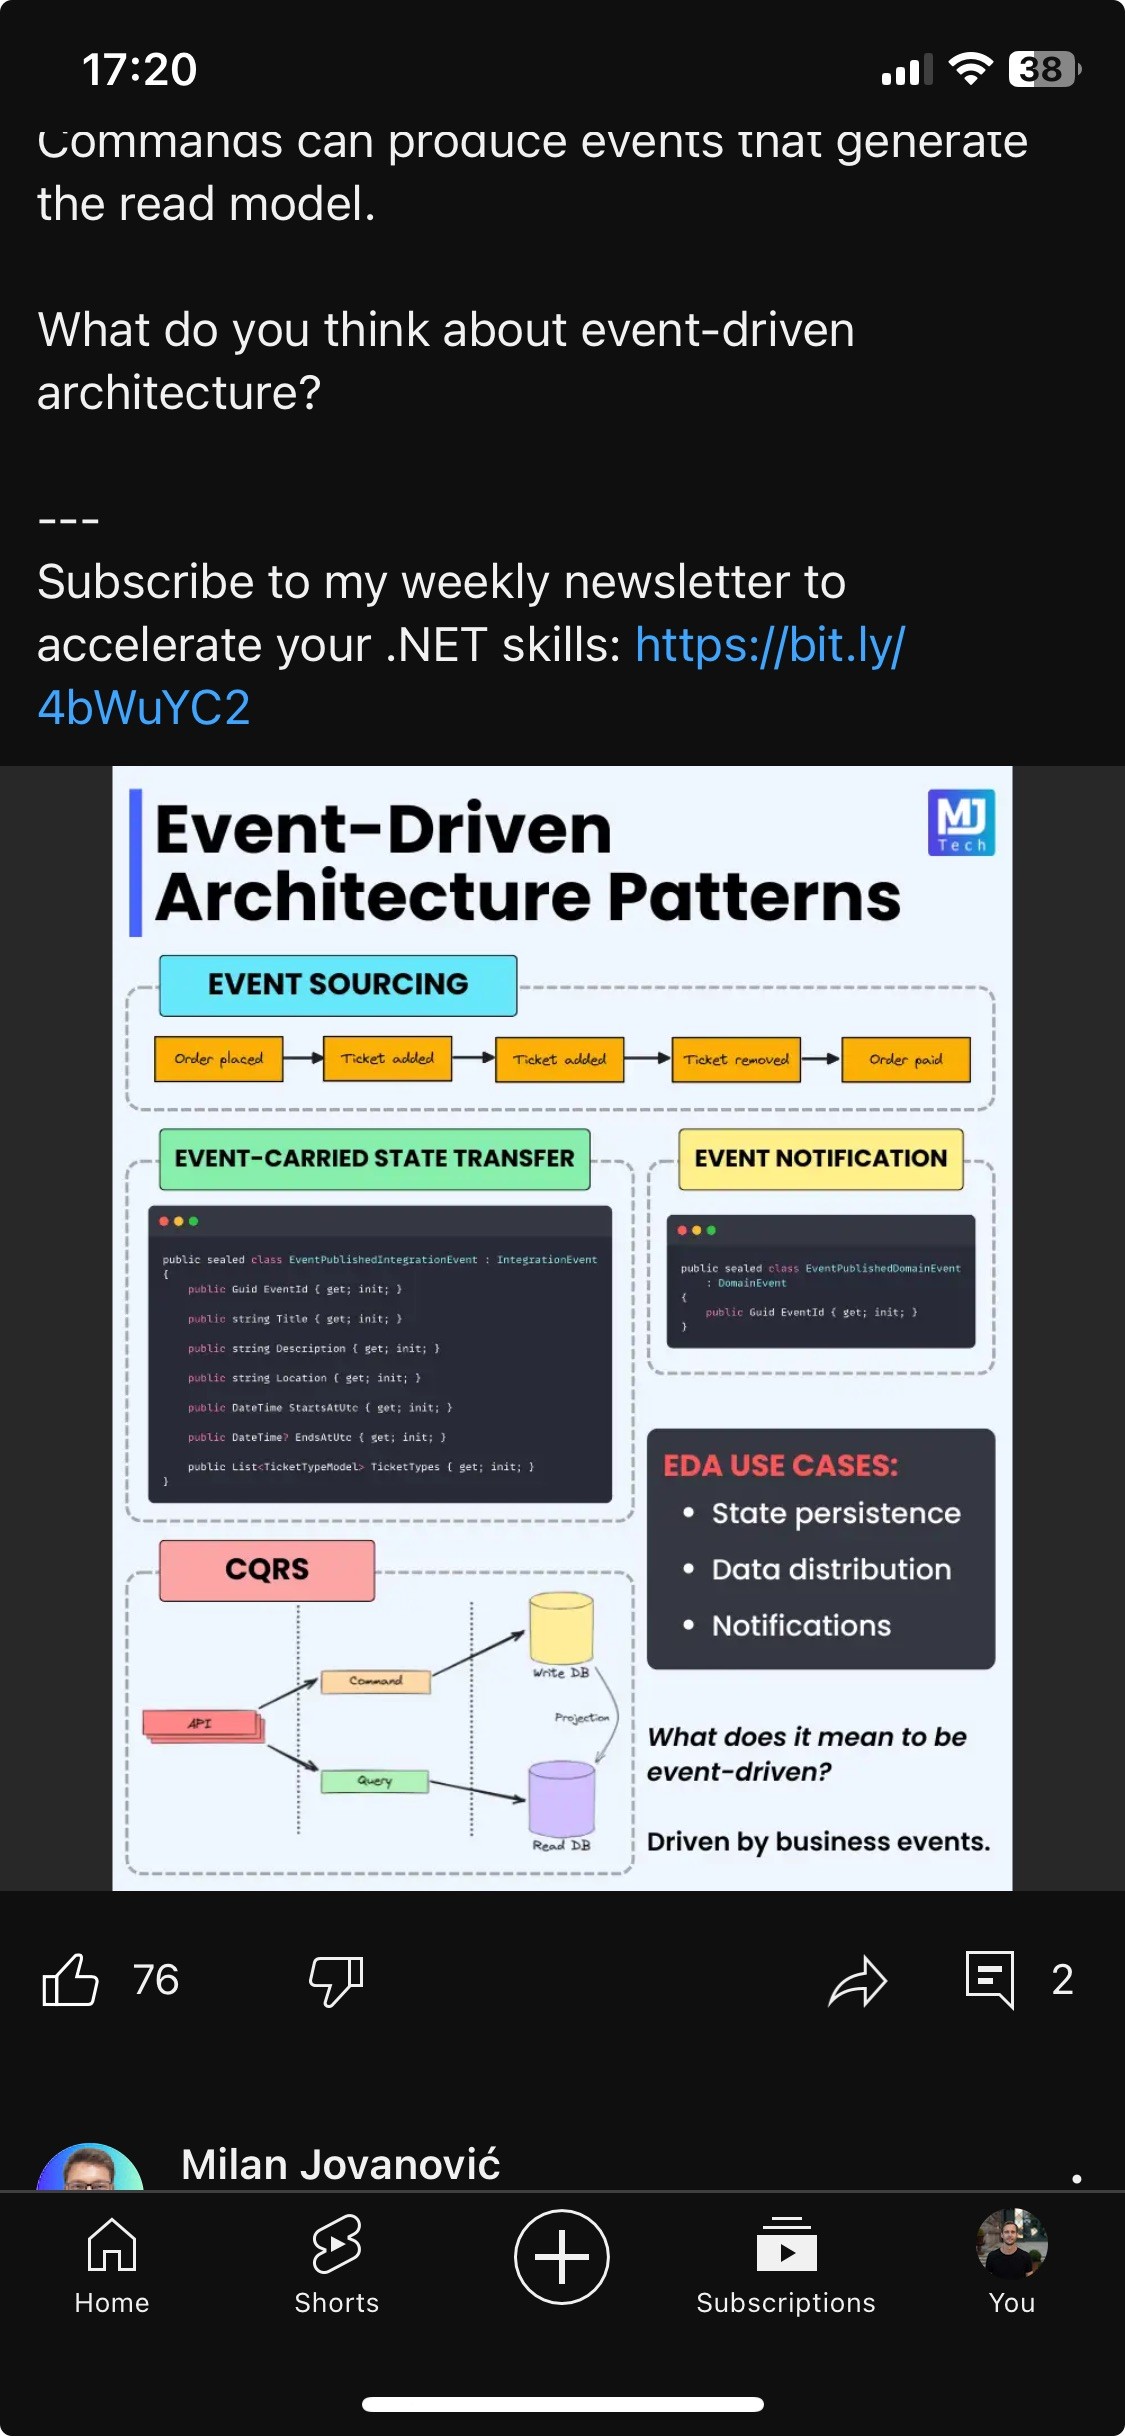 17:20
38
Commands can produce events that generate
the read model.
What do you think about event-driven
architecture?
---
Subscribe to my weekly newsletter to
accelerate your .NET skills: https://bit.ly/
4bWuYC2
Event-Driven
Architecture Patterns
MJ
Tech
EVENT SOURCING
Order placed
Ticket added
Ticket added
Ticket removed
Order paid
EVENT-CARRIED STATE TRANSFER
public sealed class EventPublishedIntegrationEvent : IntegrationEvent
{
public Guid EventId { get; init; }
public string Title { get; init; }
public string Description { get; init; }
public string Location { get; init; }
public DateTime StartsAtUtc { get; init; }
public DateTime? EndsAtUtc { get; init; }
public List<TicketTypeModel> TicketTypes { get; init; }
}
EVENT NOTIFICATION
public sealed class EventPublishedDomainEvent
: DomainEvent
{
public Guid EventId { get; init; }
}
EDA USE CASES:
• State persistence
• Data distribution
• Notifications
CQRS
API
Command
Query
Write DB
Projection
Read DB
What does it mean to be
event-driven?
Driven by business events.
76
2
Milan Jovanović
Home
Shorts
Subscriptions
You